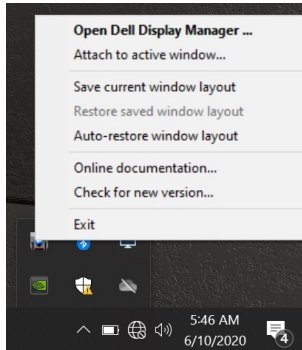 Open Dell Display Manager ...
Attach to active window...
Save current window layout
Restore saved window layout
Auto-restore window layout
Online documentation...
Check for new version...
Exit
5:46 AM
6/10/2020
4